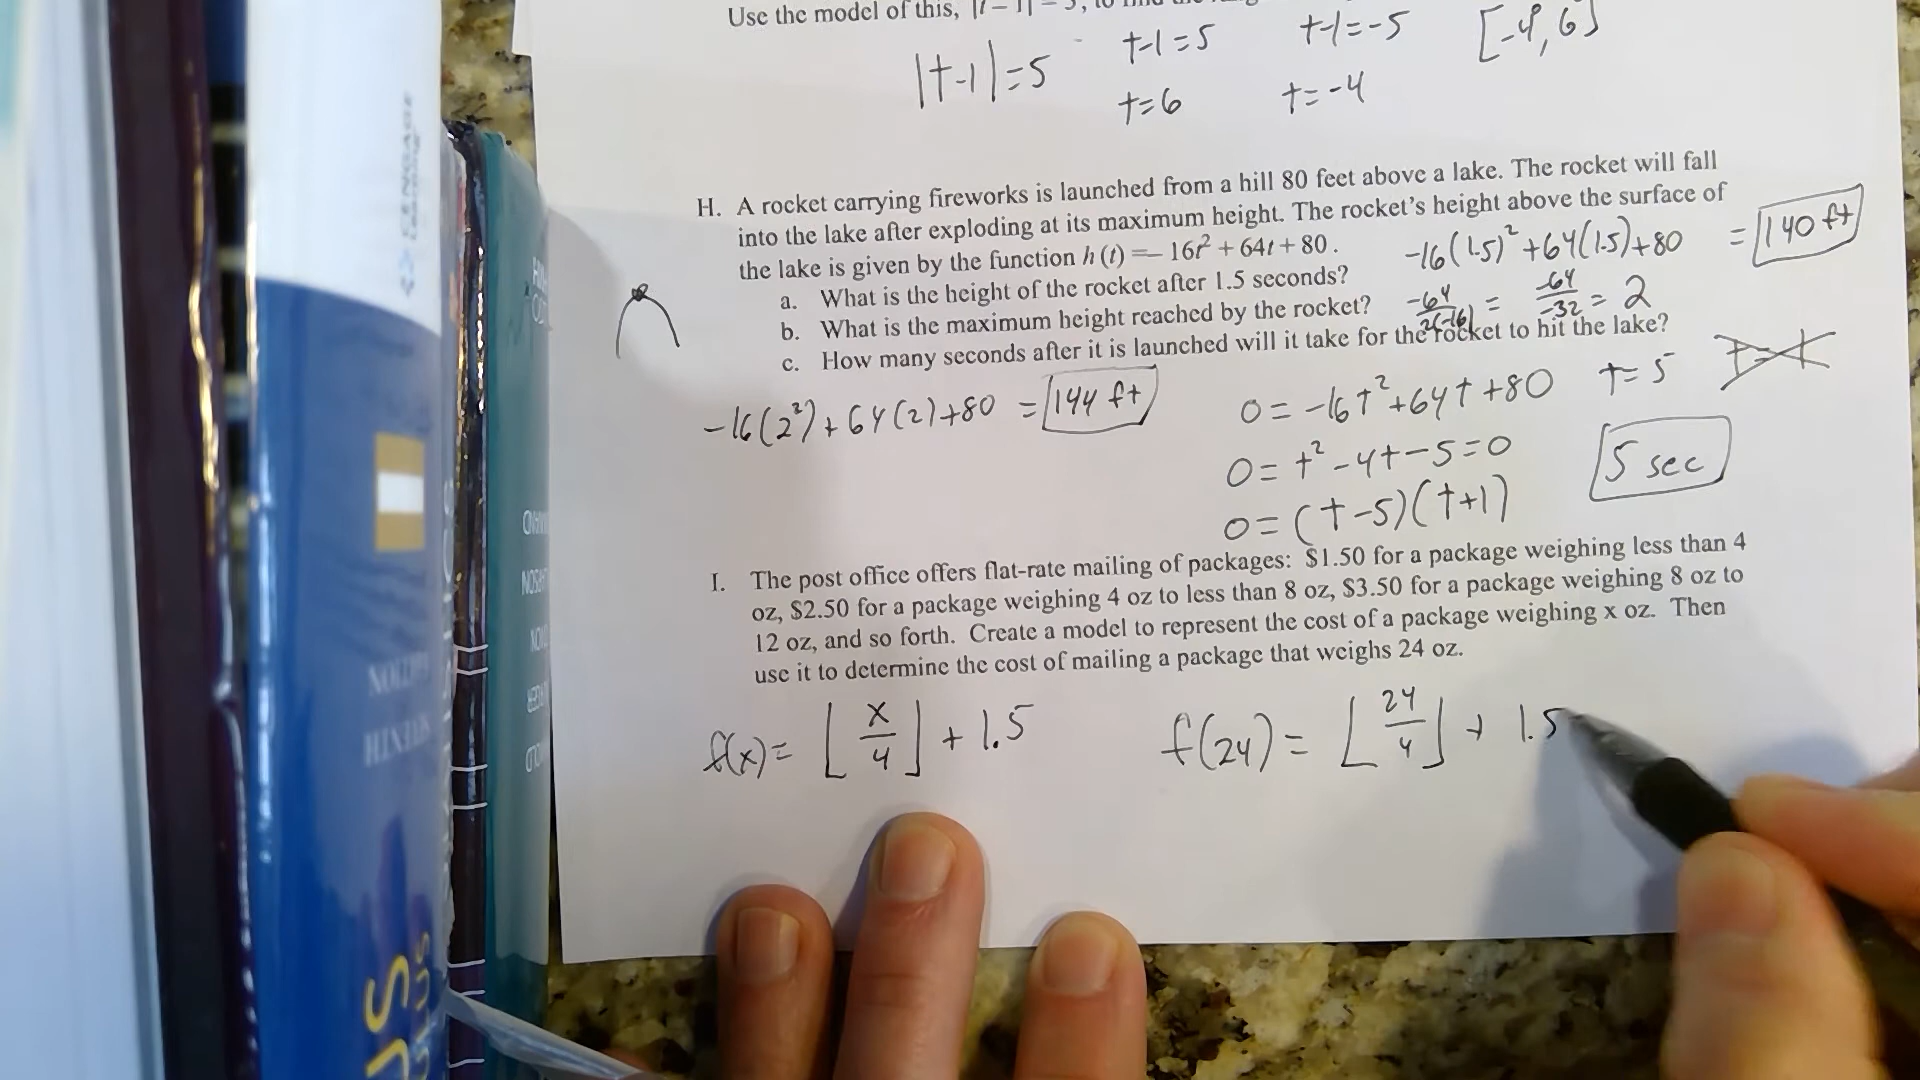 Use the model of this,
t-1=5
t-1=-5
[-4,6]
|t-1|=5
t=6
t=-4
H. A rocket carrying fireworks is launched from a hill 80 feet above a lake. The rocket will fall
into the lake after exploding at its maximum height. The rocket's height above the surface of
the lake is given by the function h (t) = – 16t² + 64t + 80 .
-16(1.5)²+64(1.5)+80 = 140 ft
a. What is the height of the rocket after 1.5 seconds?
b. What is the maximum height reached by the rocket?
-64/2(-16) = -64/-32 = 2
c. How many seconds after it is launched will it take for the rocket to hit the lake?
-16(2²)+64(2)+80 = 144 ft
0=-16t²+64t+80
t=5
0=t²-4t-5=0
5 sec
0=(t-5)(t+1)
I. The post office offers flat-rate mailing of packages: $1.50 for a package weighing less than 4
oz, $2.50 for a package weighing 4 oz to less than 8 oz, $3.50 for a package weighing 8 oz to
12 oz, and so forth. Create a model to represent the cost of a package weighing x oz. Then
use it to determine the cost of mailing a package that weighs 24 oz.
f(x)= ⌊x/4⌋ + 1.5
f(24) = ⌊24/4⌋ + 1.5
CENGAGE